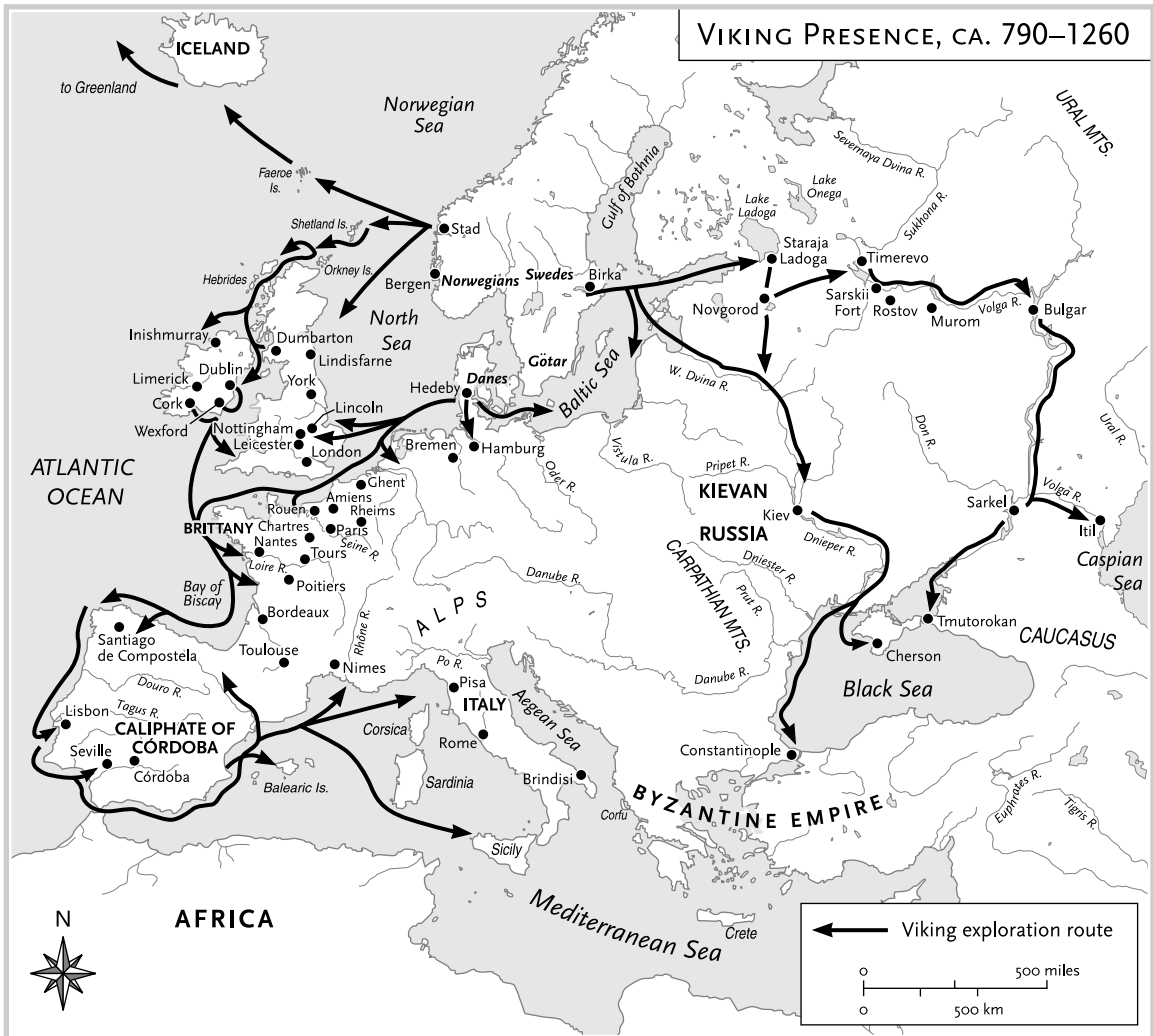 VIKING PRESENCE, CA. 790–1260
ICELAND
to Greenland
Norwegian
Sea
Faeroe
Is.
Shetland Is.
Orkney Is.
Hebrides
Stad
Bergen
Norwegians
Swedes
Birka
Gulf of Bothnia
Lake
Ladoga
Lake
Onega
Severnaya Dvina R.
Sukhona R.
URAL MTS.
Staraja
Ladoga
Timerevo
Novgorod
Sarskii
Fort
Rostov
Murom
Volga R.
Bulgar
North
Sea
Inishmurray
Dumbarton
Lindisfarne
Limerick
Dublin
York
Cork
Wexford
Lincoln
Nottingham
Leicester
London
Hedeby
Danes
Götar
Baltic Sea
W. Dvina R.
Bremen
Hamburg
Oder R.
Vistula R.
Pripet R.
Don R.
Ural R.
ATLANTIC
OCEAN
Ghent
Amiens
Rouen
Rheims
BRITTANY
Chartres
Paris
Nantes
Seine R.
Tours
Loire R.
Poitiers
Bay of
Biscay
Bordeaux
Toulouse
Rhône R.
Nimes
ALPS
Danube R.
KIEVAN
RUSSIA
Kiev
Dnieper R.
Dniester R.
CARPATHIAN MTS.
Prut R.
Danube R.
Sarkel
Volga R.
Itil
Caspian
Sea
Tmutorokan
CAUCASUS
Cherson
Black Sea
Santiago
de Compostela
Douro R.
Tagus R.
Lisbon
CALIPHATE OF
CÓRDOBA
Seville
Córdoba
Balearic Is.
Po R.
Pisa
ITALY
Corsica
Rome
Aegean Sea
Sardinia
Brindisi
Corfu
Sicily
Constantinople
BYZANTINE EMPIRE
Euphrates R.
Tigris R.
Mediterranean Sea
Crete
AFRICA
N
Viking exploration route
0 500 miles
0 500 km